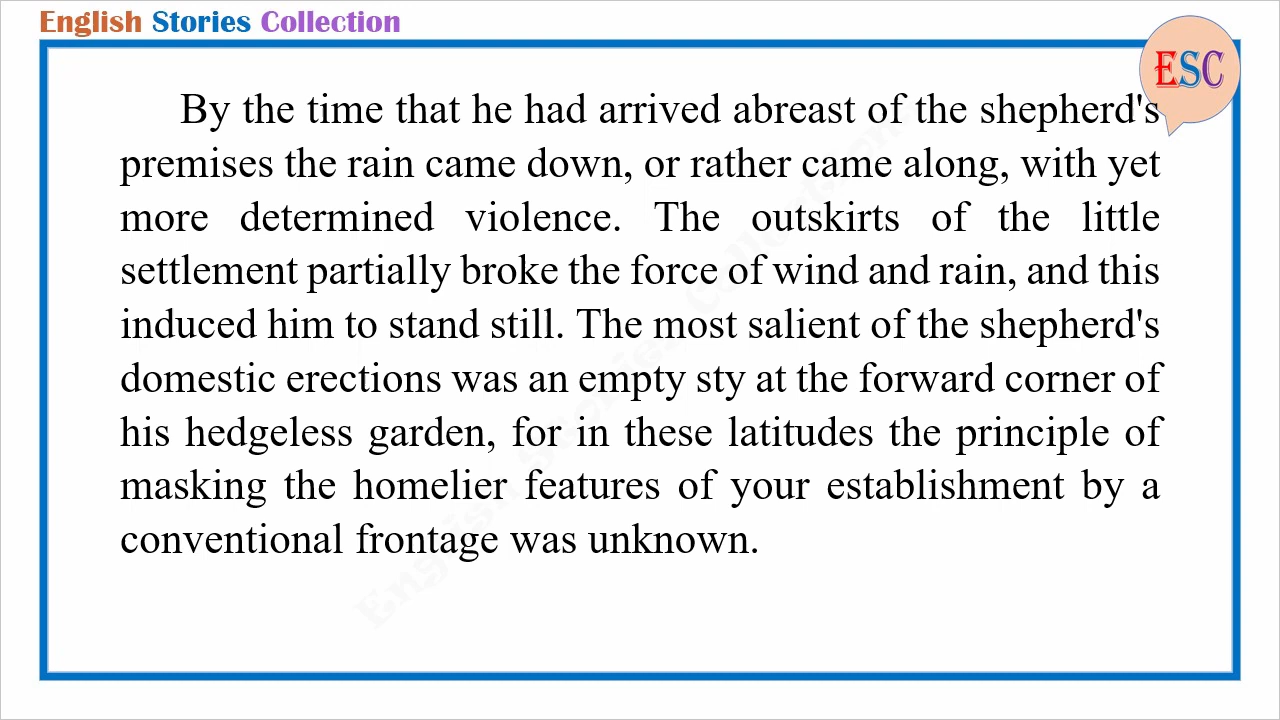 English Stories Collection
ESC
By the time that he had arrived abreast of the shepherd's
premises the rain came down, or rather came along, with yet
more determined violence. The outskirts of the little
settlement partially broke the force of wind and rain, and this
induced him to stand still. The most salient of the shepherd's
domestic erections was an empty sty at the forward corner of
his hedgeless garden, for in these latitudes the principle of
masking the homelier features of your establishment by a
conventional frontage was unknown.
English Stories Collection